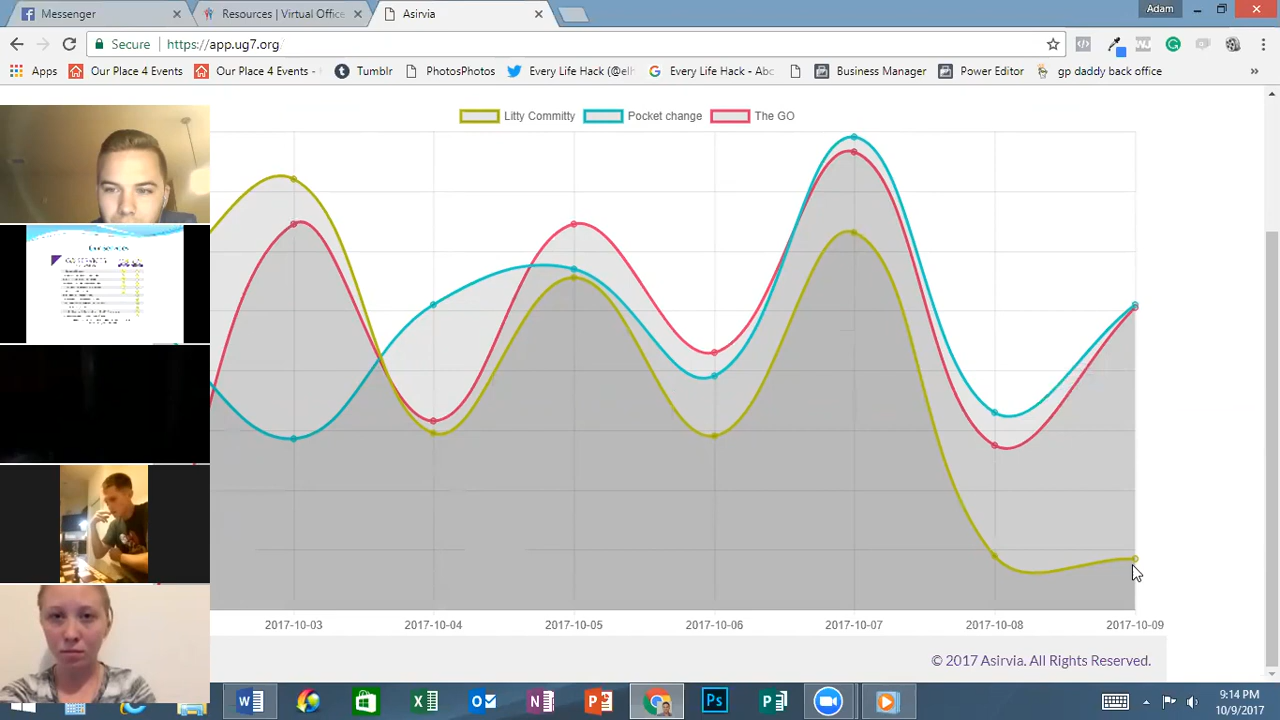 Messenger
Resources | Virtual Office
Asirvia
Adam
Secure
https://app.ug7.org/
Apps
Our Place 4 Events -
Our Place 4 Events -
Tumblr
PhotosPhotos
Every Life Hack (@elh
Every Life Hack - Abc
Business Manager
Power Editor
gp daddy back office
»
Litty Committy
Pocket change
The GO
2017-10-03
2017-10-04
2017-10-05
2017-10-06
2017-10-07
2017-10-08
2017-10-09
© 2017 Asirvia. All Rights Reserved.
9:14 PM
10/9/2017